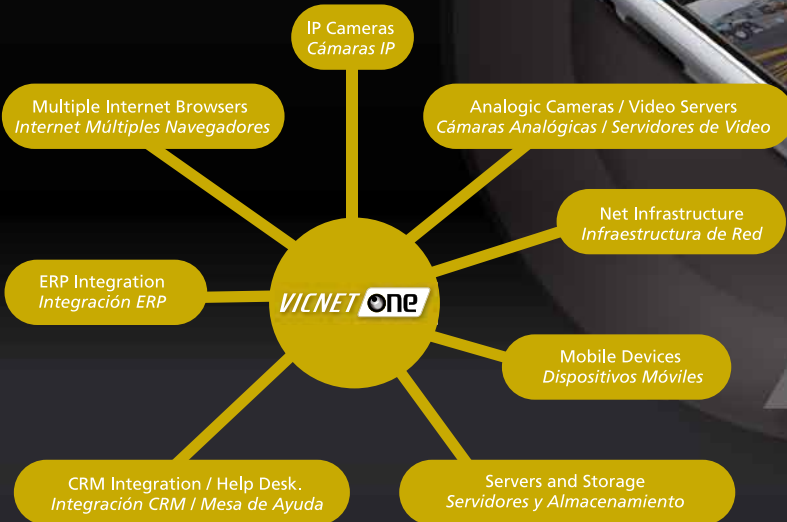 IP Cameras
Cámaras IP
Multiple Internet Browsers
Internet Múltiples Navegadores
Analogic Cameras / Video Servers
Cámaras Analógicas / Servidores de Video
Net Infrastructure
Infraestructura de Red
ERP Integration
Integración ERP
VICNET one
Mobile Devices
Dispositivos Móviles
CRM Integration / Help Desk.
Integración CRM / Mesa de Ayuda
Servers and Storage
Servidores y Almacenamiento